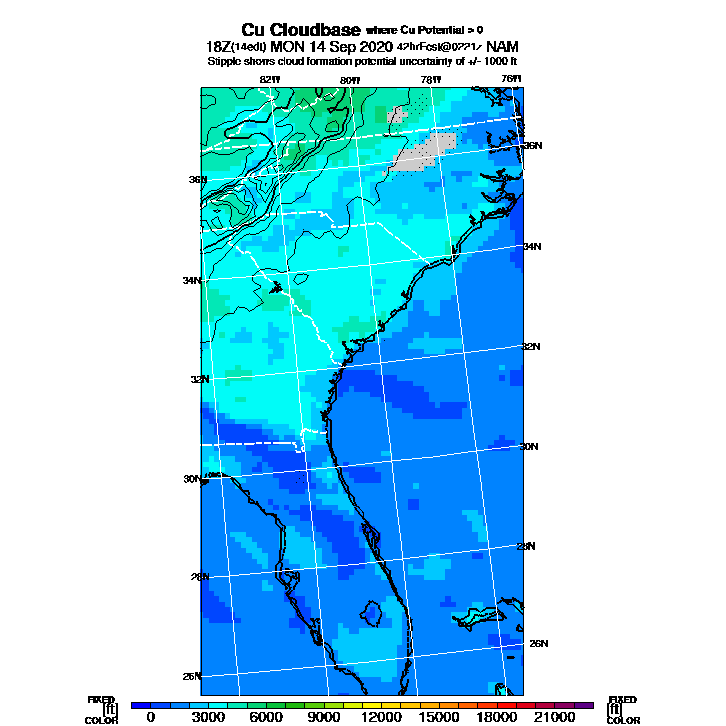 Cu Cloudbase where Cu Potential > 0
18Z(14edt) MON 14 Sep 2020 42hrFcst@0221z NAM
Stipple shows cloud formation potential uncertainty of +/- 1000 ft
82W 80W 78W 76W
36N 36N
34N 34N
32N 32N
30N 30N
28N 28N
26N 26N
FIXED FIXED
[ft] [ft]
COLOR 0 3000 6000 9000 12000 15000 18000 21000 COLOR